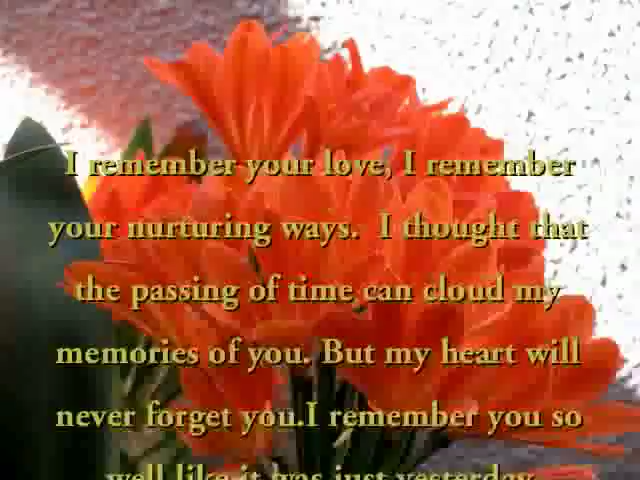 I remember your love, I remember
your nurturing ways.  I thought that
the passing of time can cloud my
memories of you. But my heart will
never forget you.I remember you so
well like it was just yesterday